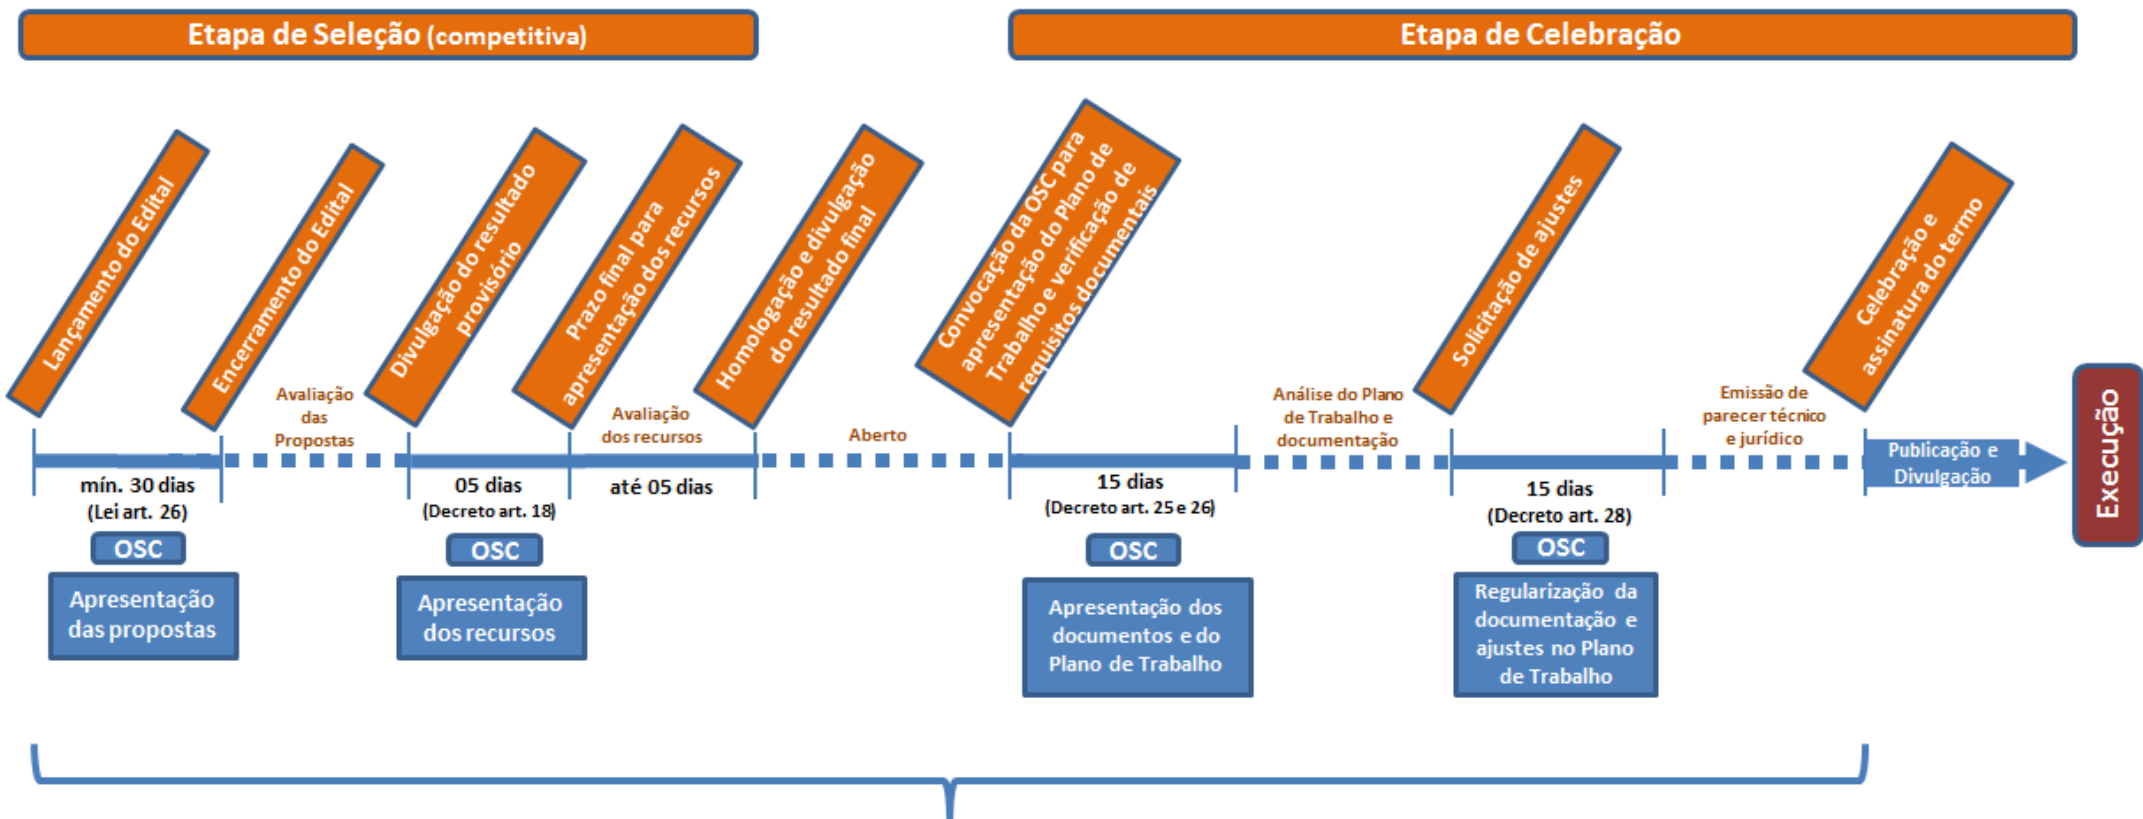 Etapa de Seleção (competitiva)
Etapa de Celebração
Lançamento do Edital
Encerramento do Edital
Divulgação do resultado
provisório
Prazo final para
apresentação dos recursos
Homologação e divulgação
do resultado final
Convocação da OSC para
apresentação do Plano de
Trabalho e verificação de
requisitos documentais
Solicitação de ajustes
Celebração e
assinatura do termo
Avaliação
das
Propostas
Avaliação
dos recursos
Aberto
Análise do Plano
de Trabalho e
documentação
Emissão de
parecer técnico
e jurídico
Publicação e
Divulgação
Execução
mín. 30 dias
(Lei art. 26)
OSC
Apresentação
das propostas
05 dias
(Decreto art. 18)
OSC
Apresentação
dos recursos
até 05 dias
15 dias
(Decreto art. 25 e 26)
OSC
Apresentação dos
documentos e do
Plano de Trabalho
15 dias
(Decreto art. 28)
OSC
Regularização da
documentação e
ajustes no Plano
de Trabalho